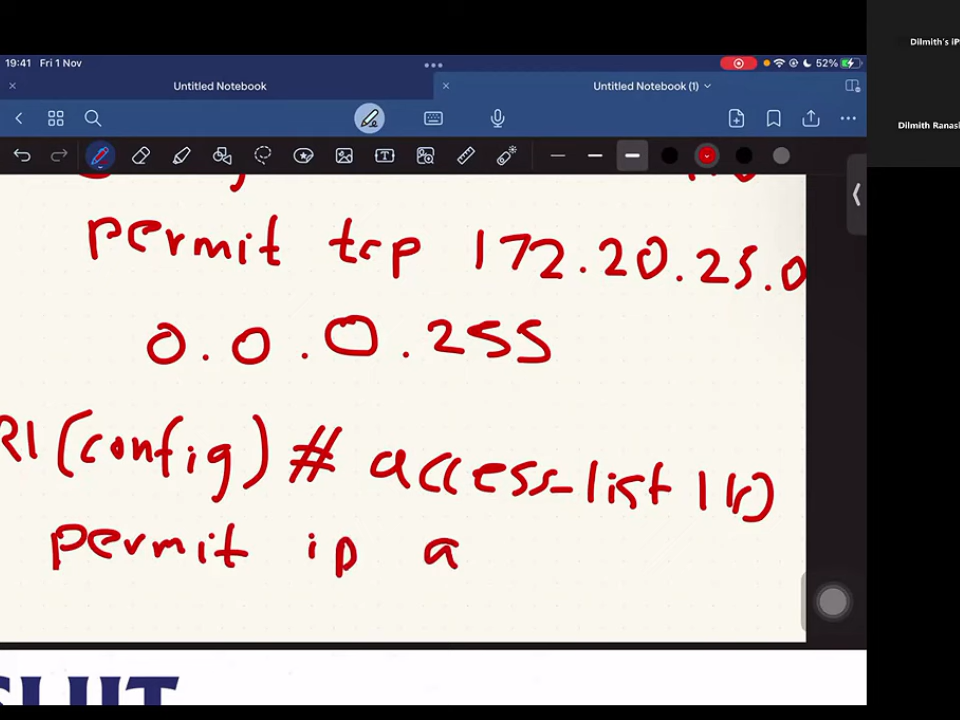 Dilmith's iP
19:41 Fri 1 Nov
52%
Untitled Notebook
Untitled Notebook (1)
Dilmith Ranasi
permit tcp 172.20.25.0
0.0.0.255
R1(config)# access-list 110
permit ip a